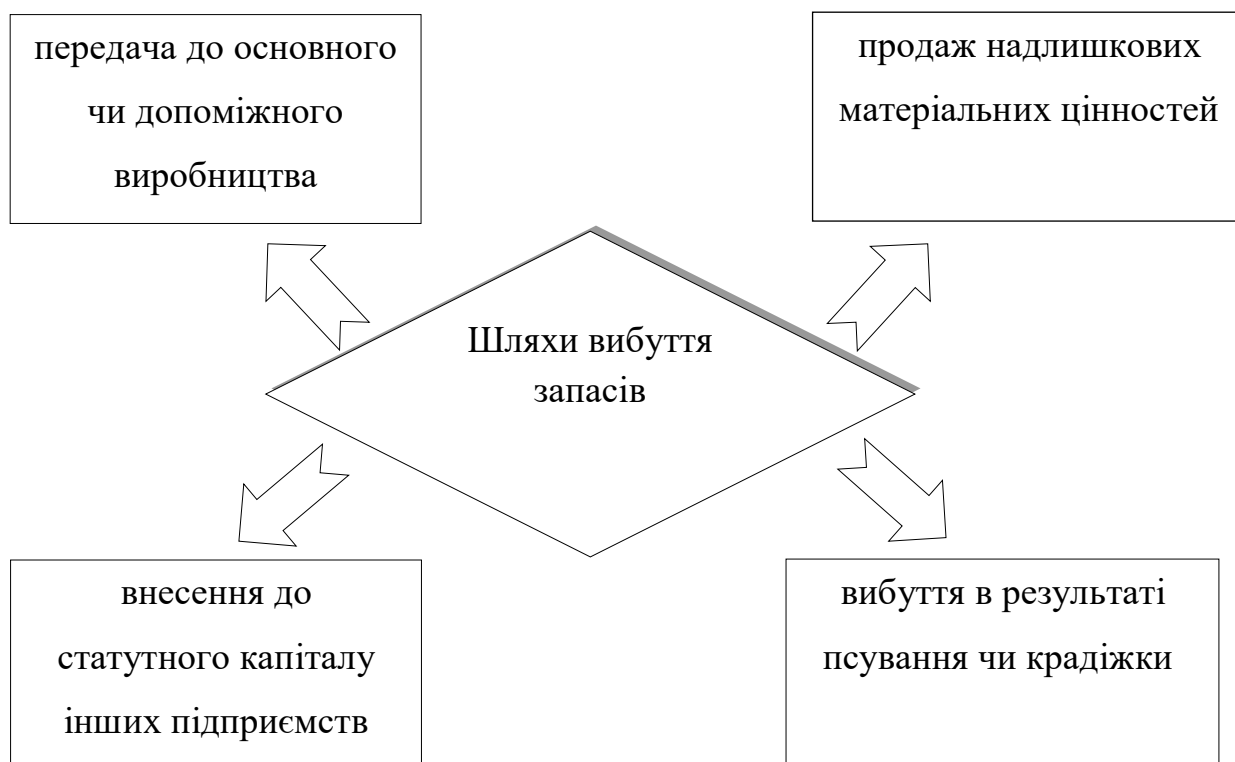 передача до основного
чи допоміжного
виробництва
продаж надлишкових
матеріальних цінностей
Шляхи вибуття
запасів
внесення до
статутного капіталу
інших підприємств
вибуття в результаті
псування чи крадіжки